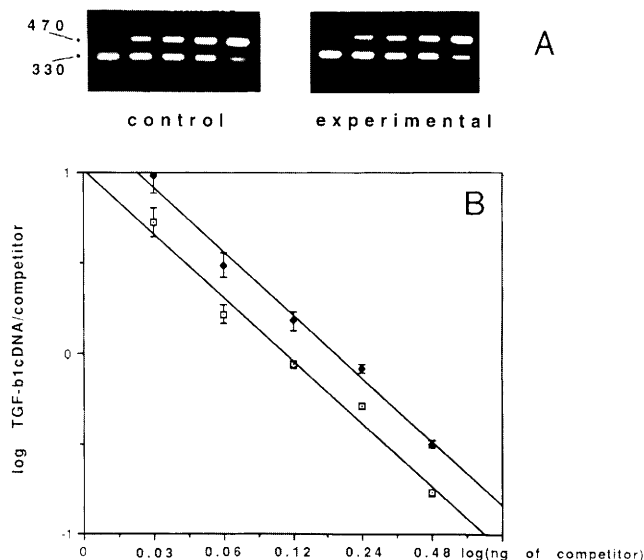 470
330
A
control
experimental
B
log TGF-b1cDNA/competitor
1
0
-1
0 0.03 0.06 0.12 0.24 0.48 log(ng of competitor)